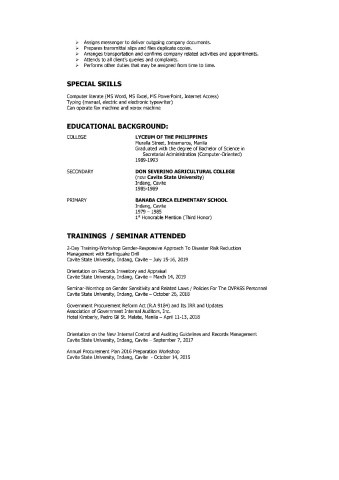 ➢ Assigns messenger to deliver outgoing company documents.
➢ Prepares transmittal slips and files duplicate copies.
➢ Arranges transportation and confirms company related activities and appointments.
➢ Attends to all client's queries and complaints.
➢ Performs other duties that may be assigned from time to time.
SPECIAL SKILLS
Computer literate (MS Word, MS Excel, MS PowerPoint, Internet Access)
Typing (manual, electric and electronic typewriter)
Can operate fax machine and xerox machine
EDUCATIONAL BACKGROUND:
COLLEGE LYCEUM OF THE PHILIPPINES
Muralla Street, Intramuros, Manila
Graduated with the degree of Bachelor of Science in
Secretarial Administration (Computer-Oriented)
1989-1993
SECONDARY DON SEVERINO AGRICULTURAL COLLEGE
(now Cavite State University)
Indang, Cavite
1985-1989
PRIMARY BANABA CERCA ELEMENTARY SCHOOL
Indang, Cavite
1979 – 1985
1st Honorable Mention (Third Honor)
TRAININGS / SEMINAR ATTENDED
2-Day Training-Workshop Gender-Responsive Approach To Disaster Risk Reduction
Management with Earthquake Drill
Cavite State University, Indang, Cavite – July 15-16, 2019
Orientation on Records Inventory and Appraisal
Cavite State University, Indang, Cavite – March 14, 2019
Seminar-Worshop on Gender Sensitivity and Related Laws / Policies For The OVPASS Personnel
Cavite State University, Indang, Cavite – October 26, 2018
Government Procurement Reform Act (R.A 9184) and Its IRR and Updates
Association of Government Internal Auditors, Inc.
Hotel Kimberly, Pedro Gil St. Malate, Manila – April 11-13, 2018
Orientation on the New Internal Control and Auditing Guidelines and Records Management
Cavite State University, Indang, Cavite – September 7, 2017
Annual Procurement Plan 2016 Preparation Workshop
Cavite State University, Indang, Cavite - October 14, 2015